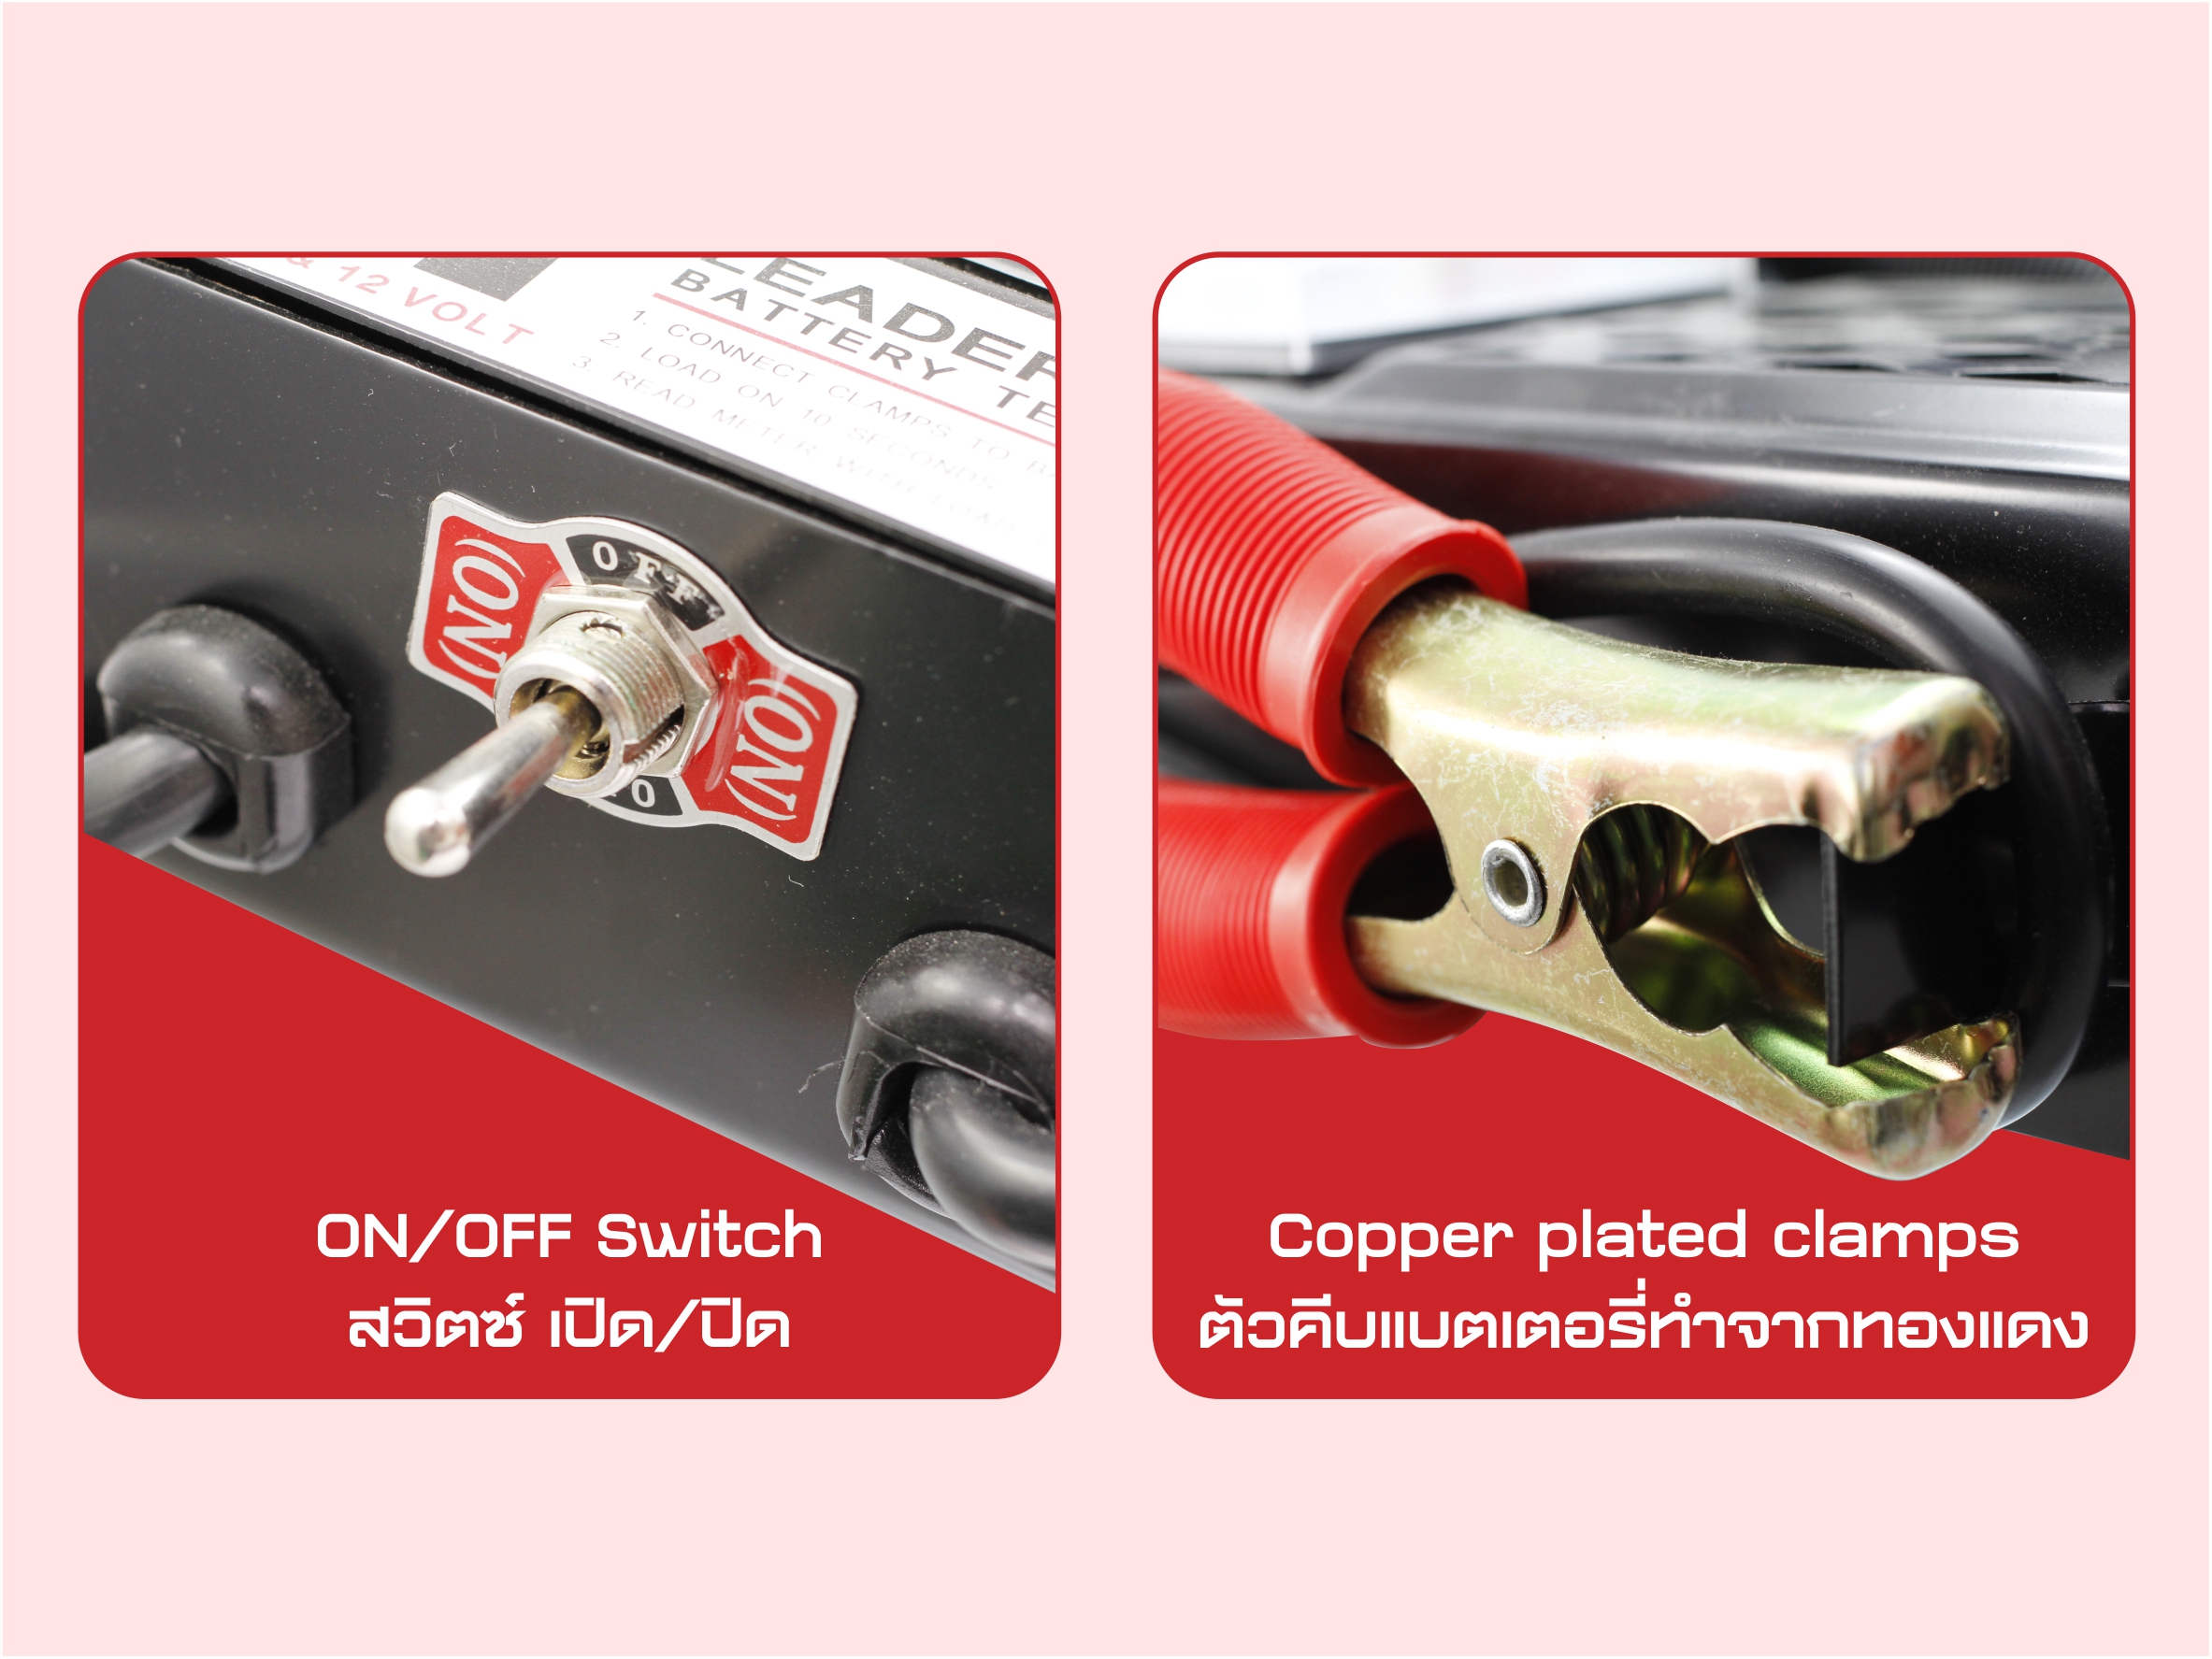 & 12 VOLT
LEADER
BATTERY TE
1. CONNECT CLAMPS TO B
2. LOAD ON 10 SECONDS
3. READ METER WITH LOAD
(ON)
OFF
(ON)
ON/OFF Switch
สวิตซ์ เปิด/ปิด
Copper plated clamps
ตัวคีบแบตเตอรี่ทำจากทองแดง